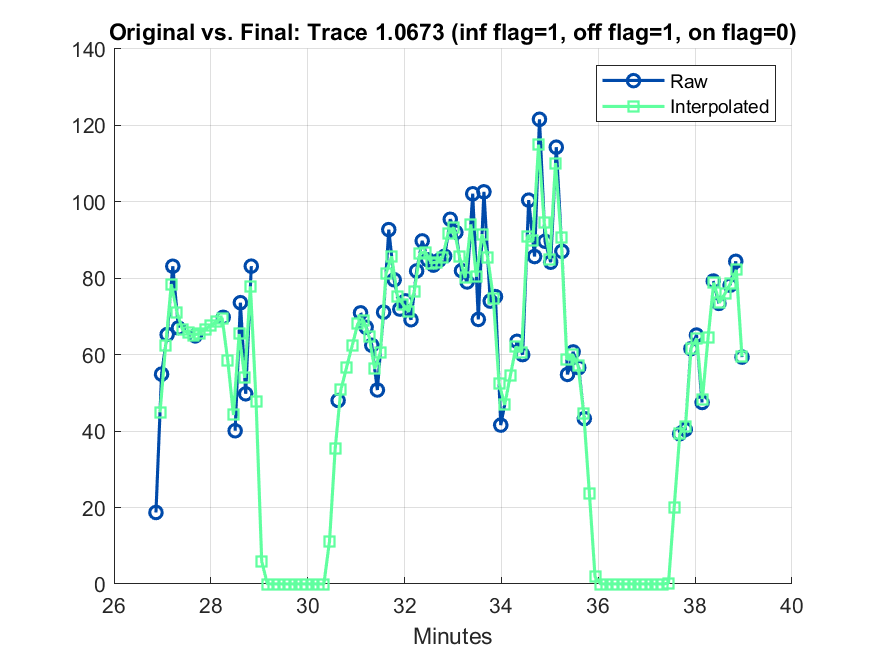 Original vs. Final: Trace 1.0673 (inf flag=1, off flag=1, on flag=0)
140
120
100
80
60
40
20
0
Raw
Interpolated
26 28 30 32 34 36 38 40
Minutes